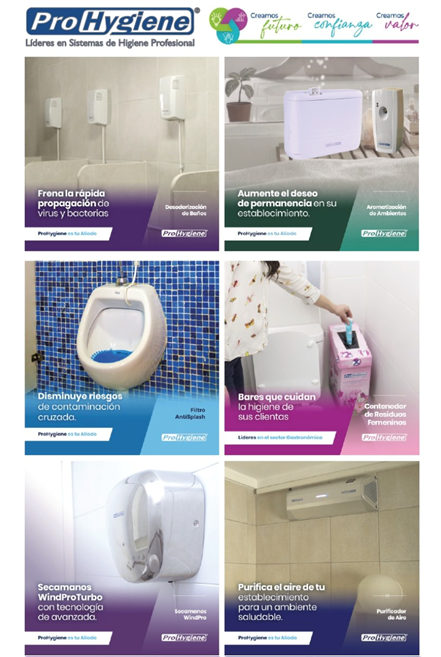 ProHygiene®
Líderes en Sistemas de Higiene Profesional
Creamos
futuro
Creamos
confianza
Creamos
valor
Frena la rápida
propagación de
virus y bacterias
Desodorización
de Baños
ProHygiene es tu Aliado
ProHygiene
Aumente el deseo
de permanencia en su
establecimiento.
Aromatización
de Ambientes
ProHygiene es tu Aliado
ProHygiene
Disminuye riesgos
de contaminación
cruzada.
Filtro
AntiSplash
ProHygiene es tu Aliado
ProHygiene
Bares que cuidan
la higiene de
sus clientas
Contenedor
de Residuos
Femeninos
Líderes en el sector Gastronómico
ProHygiene
Secamanos
WindProTurbo
con tecnología
de avanzada.
Secamanos
WindPro
ProHygiene es tu Aliado
ProHygiene
Purifica el aire de tu
establecimiento
para un ambiente
saludable.
Purificador
de Aire
ProHygiene es tu Aliado
ProHygiene